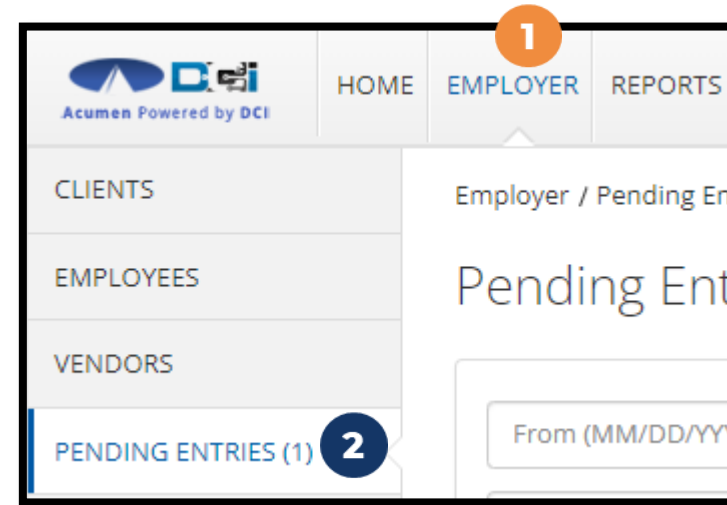 1
DCI
Acumen Powered by DCI
HOME EMPLOYER REPORTS
CLIENTS
Employer / Pending En
EMPLOYEES
Pending Ent
VENDORS
From (MM/DD/YYY
PENDING ENTRIES (1) 2